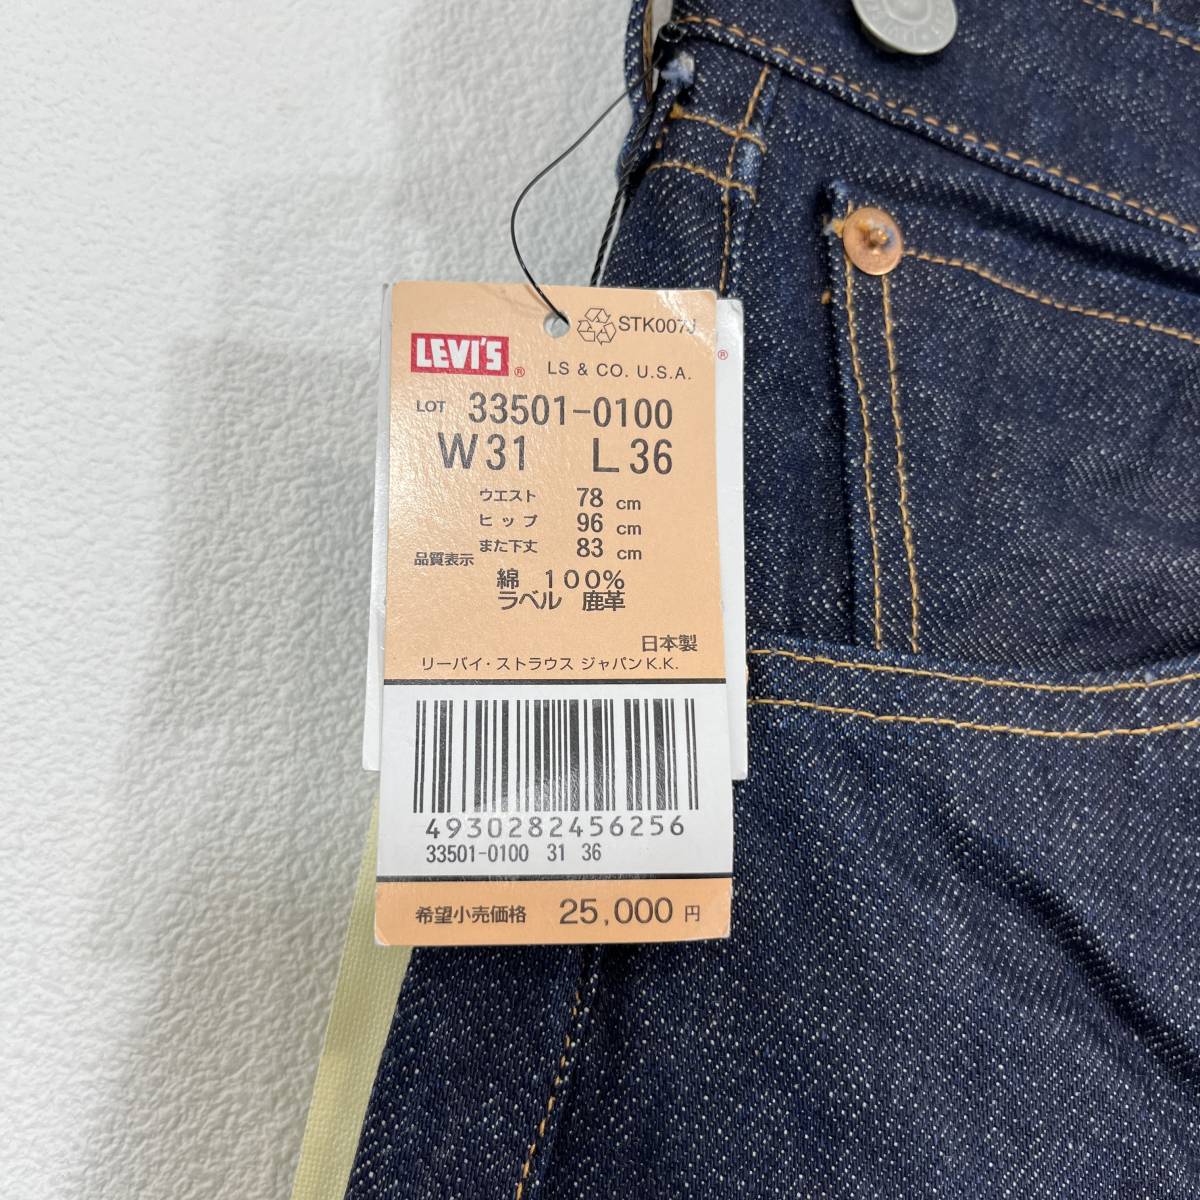 STK007J
LEVI'S ® LS & CO. U.S.A.
LOT 33501-0100
W31 L36
ウエスト 78 cm
ヒップ 96 cm
また下丈 83 cm
品質表示
綿 100%
ラベル 鹿革
日本製
リーバイ・ストラウス ジャパンK.K.
4930282456256
33501-0100 31 36
希望小売価格 25,000 円
®